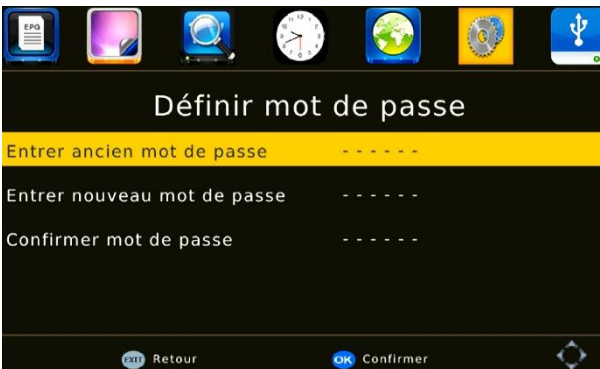 EPG
Définir mot de passe
Entrer ancien mot de passe - - - - - -
Entrer nouveau mot de passe - - - - - -
Confirmer mot de passe - - - - - -
EXIT Retour OK Confirmer